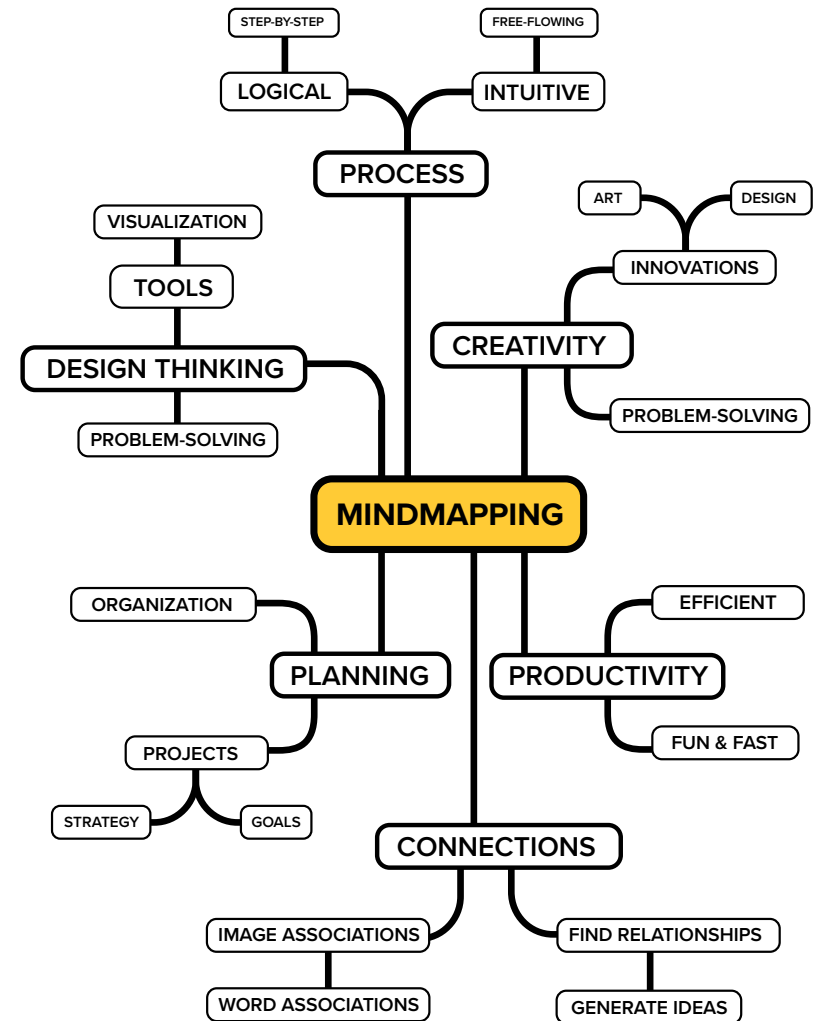 STEP-BY-STEP
FREE-FLOWING
LOGICAL
INTUITIVE
PROCESS
ART
DESIGN
VISUALIZATION
INNOVATIONS
TOOLS
CREATIVITY
DESIGN THINKING
PROBLEM-SOLVING
PROBLEM-SOLVING
MINDMAPPING
ORGANIZATION
EFFICIENT
PLANNING
PRODUCTIVITY
PROJECTS
FUN & FAST
STRATEGY
GOALS
CONNECTIONS
IMAGE ASSOCIATIONS
FIND RELATIONSHIPS
WORD ASSOCIATIONS
GENERATE IDEAS